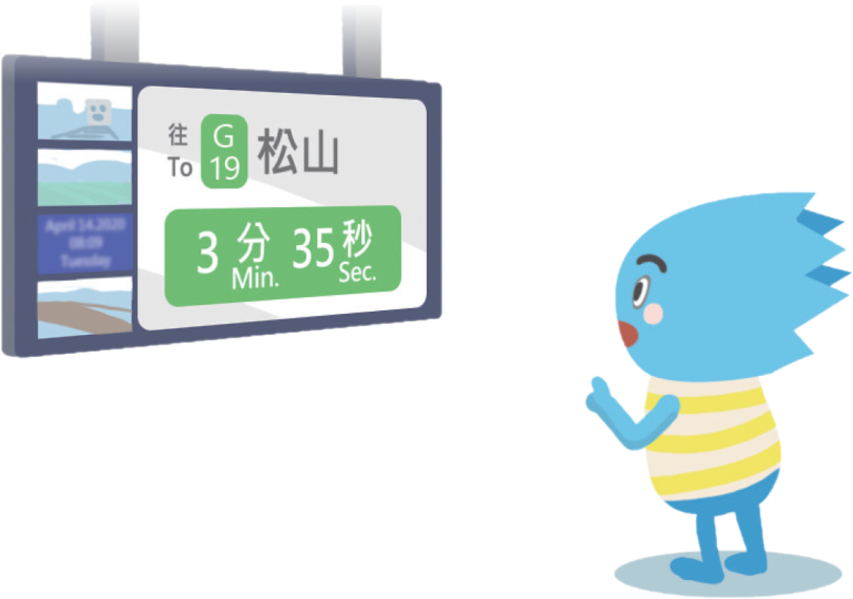 往
To
G
19
松山
3 分 35 秒
Min. Sec.
April 14.2020
08:09
Tuesday